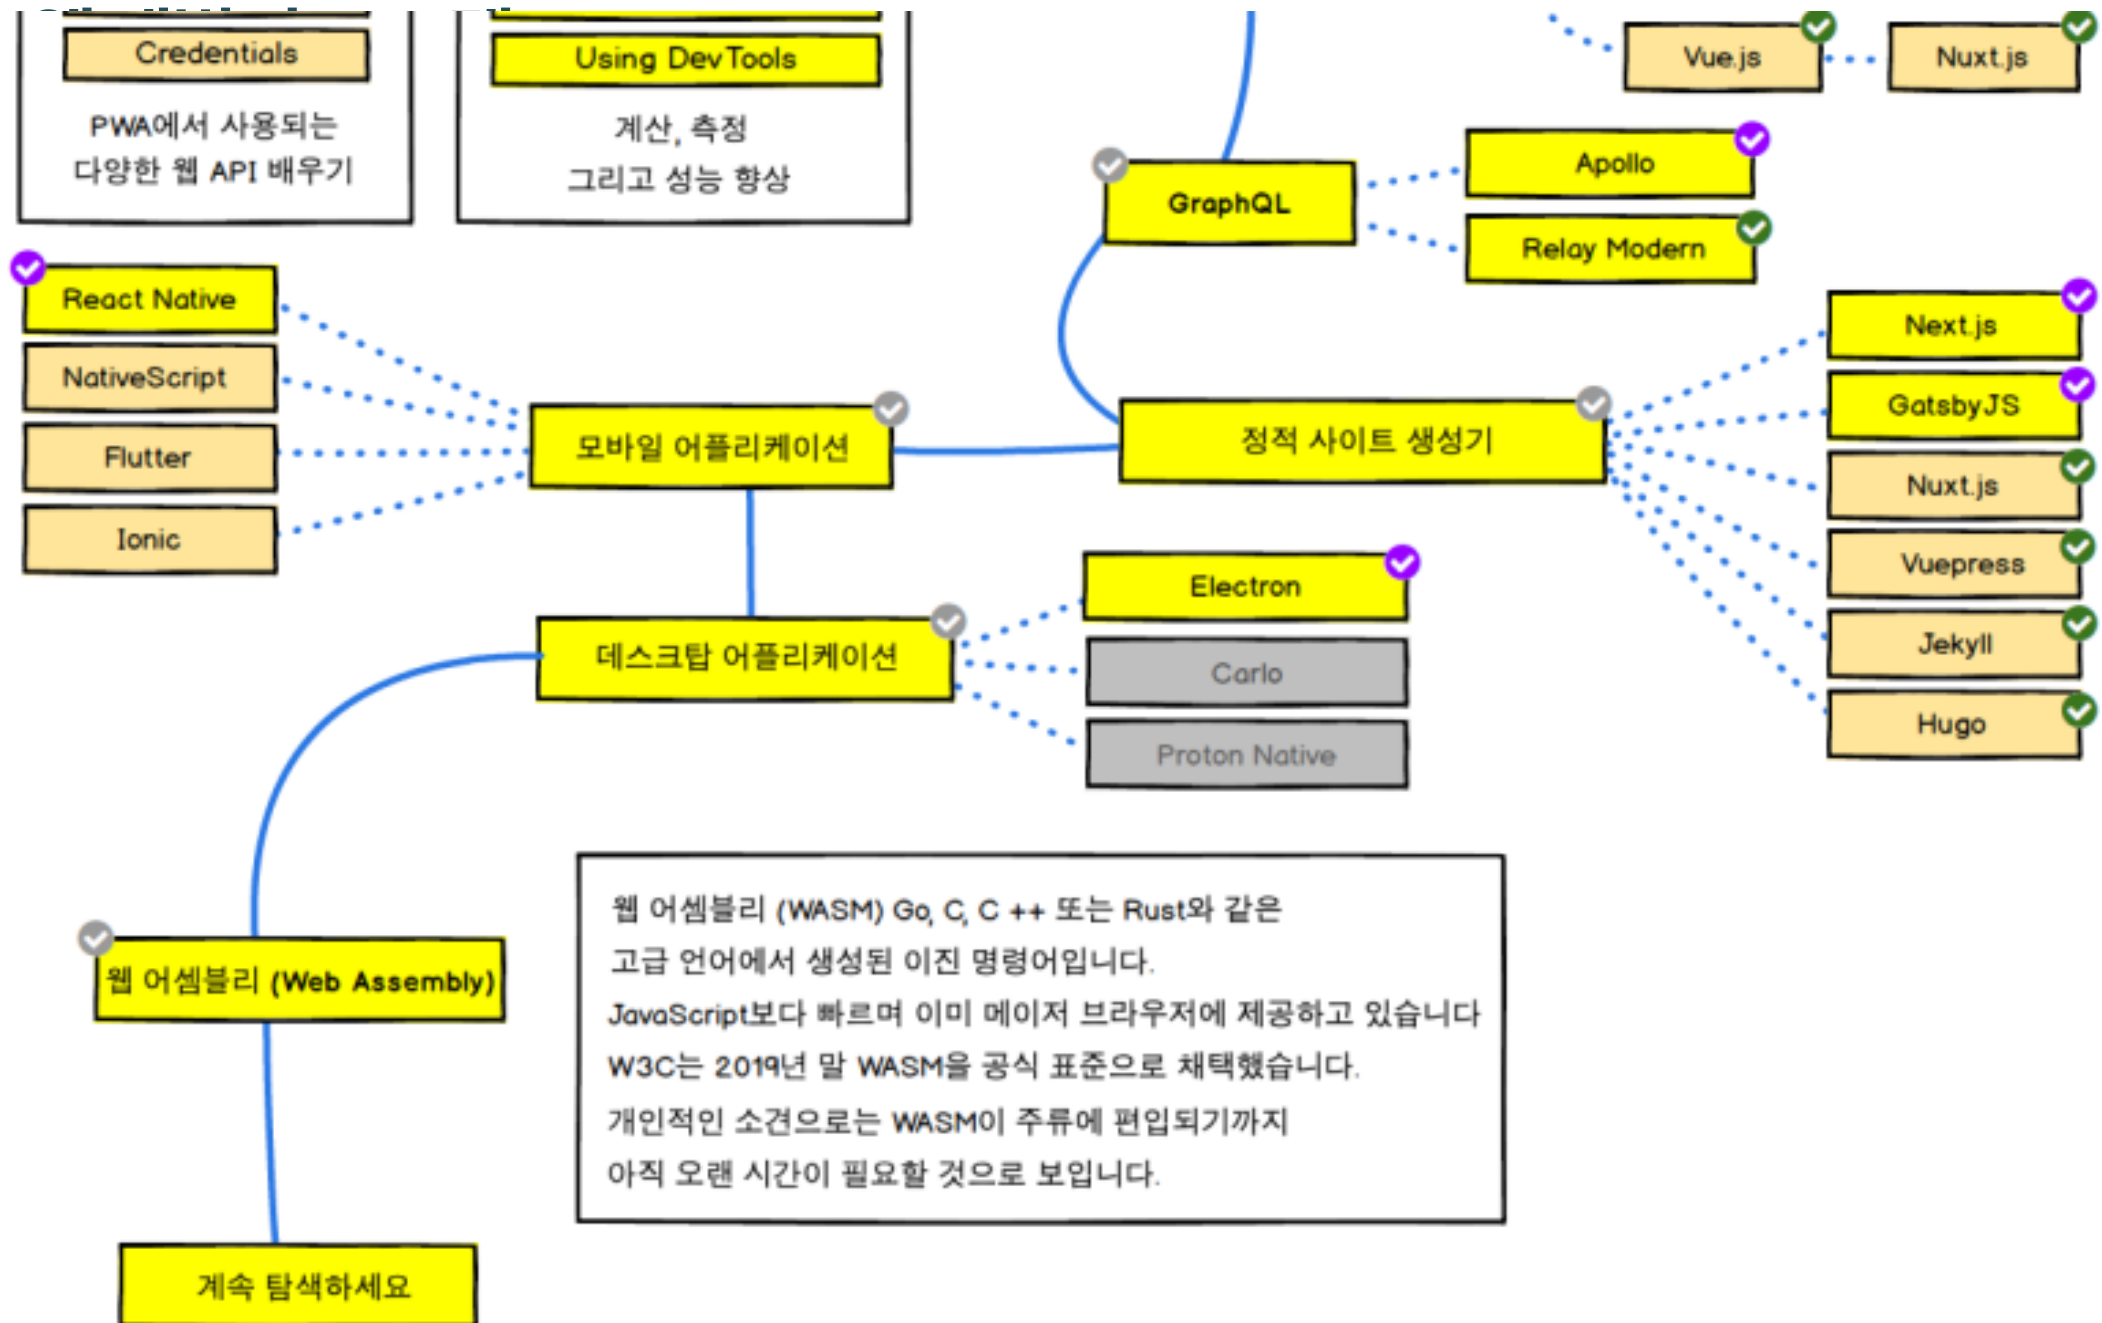 Credentials
PWA에서 사용되는
다양한 웹 API 배우기
Using DevTools
계산, 측정
그리고 성능 향상
Vue.js
Nuxt.js
GraphQL
Apollo
Relay Modern
React Native
NativeScript
Flutter
Ionic
모바일 어플리케이션
정적 사이트 생성기
Next.js
GatsbyJS
Nuxt.js
Vuepress
Jekyll
Hugo
데스크탑 어플리케이션
Electron
Carlo
Proton Native
웹 어셈블리 (Web Assembly)
웹 어셈블리 (WASM) Go, C, C ++ 또는 Rust와 같은
고급 언어에서 생성된 이진 명령어입니다.
JavaScript보다 빠르며 이미 메이저 브라우저에 제공하고 있습니다
W3C는 2019년 말 WASM을 공식 표준으로 채택했습니다.
개인적인 소견으로는 WASM이 주류에 편입되기까지
아직 오랜 시간이 필요할 것으로 보입니다.
계속 탐색하세요